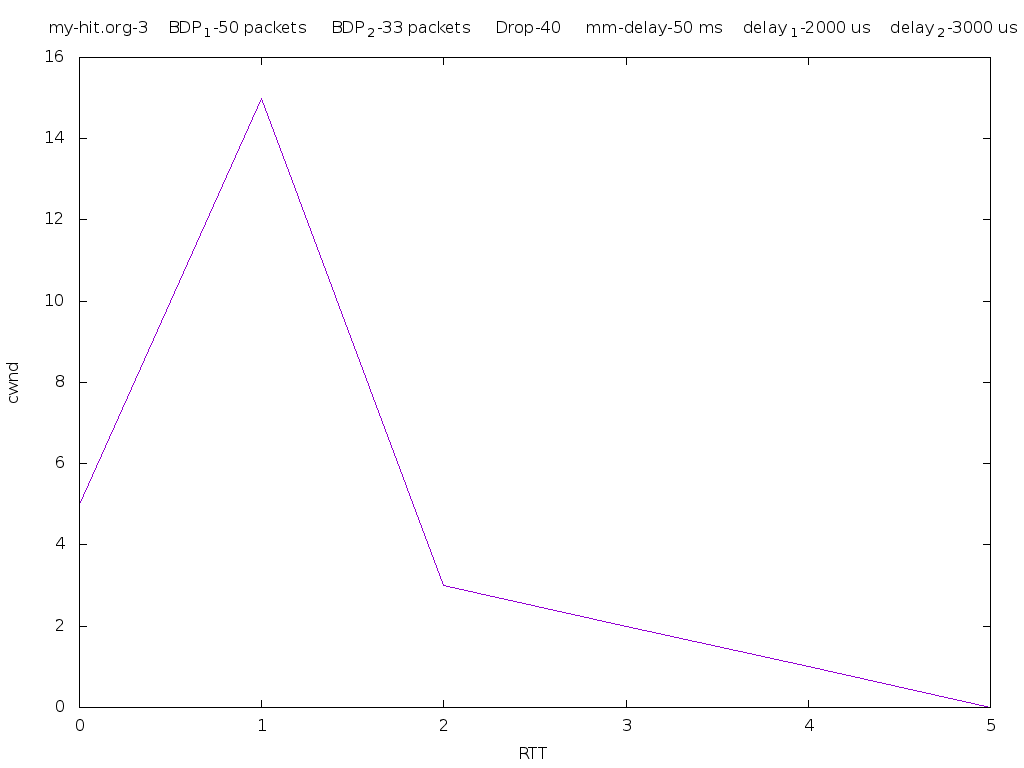 my-hit.org-3 BDP₁-50 packets BDP₂-33 packets Drop-40 mm-delay-50 ms delay₁-2000 us delay₂-3000 us
16
14
12
10
8
6
4
2
0
cwnd
0 1 2 3 4 5
RTT